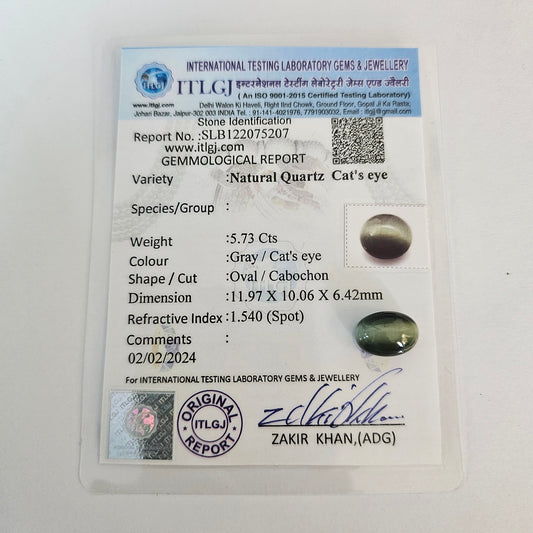 INTERNATIONAL TESTING LABORATORY GEMS & JEWELLERY
ITLGJ इन्टरनेशनल टेस्टींग लेबोरेट्री जेम्स एण्ड ज्वैलरी
www.itlgj.com
( An ISO 9001-2015 Certified Testing Laboratory)
Delhi Walon Ki Haveli, Right IInd Chowk, Ground Floor, Gopal Ji Ka Rasta;
Johari Bazar, Jaipur-302 003 INDIA Tel.: 91-141-4021976, 7791903032, Email : itlgj@gmail.com
Stone Identification
Report No.:SLB122075207
www.itlgj.com
GEMMOLOGICAL REPORT
Variety :Natural Quartz Cat's eye
Species/Group :
Weight :5.73 Cts
Colour :Gray / Cat's eye
Shape / Cut :Oval / Cabochon
Dimension :11.97 X 10.06 X 6.42mm
Refractive Index :1.540 (Spot)
Comments :
02/02/2024
For INTERNATIONAL TESTING LABORATORY GEMS & JEWELLERY
ORIGINAL
ITLGJ
REPORT
ZAKIR KHAN,(ADG)